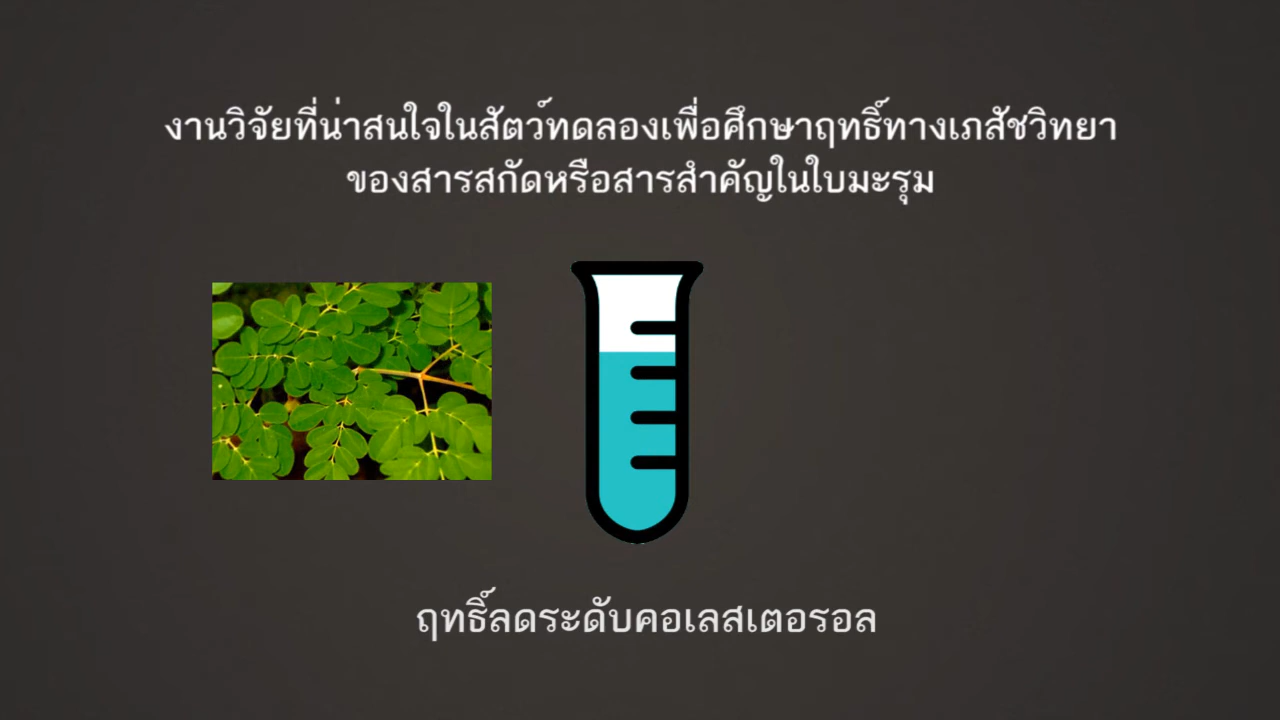 งานวิจัยที่น่าสนใจในสัตว์ทดลองเพื่อศึกษาฤทธิ์ทางเภสัชวิทยา
ของสารสกัดหรือสารสำคัญในใบมะรุม
ฤทธิ์ลดระดับคอเลสเตอรอล